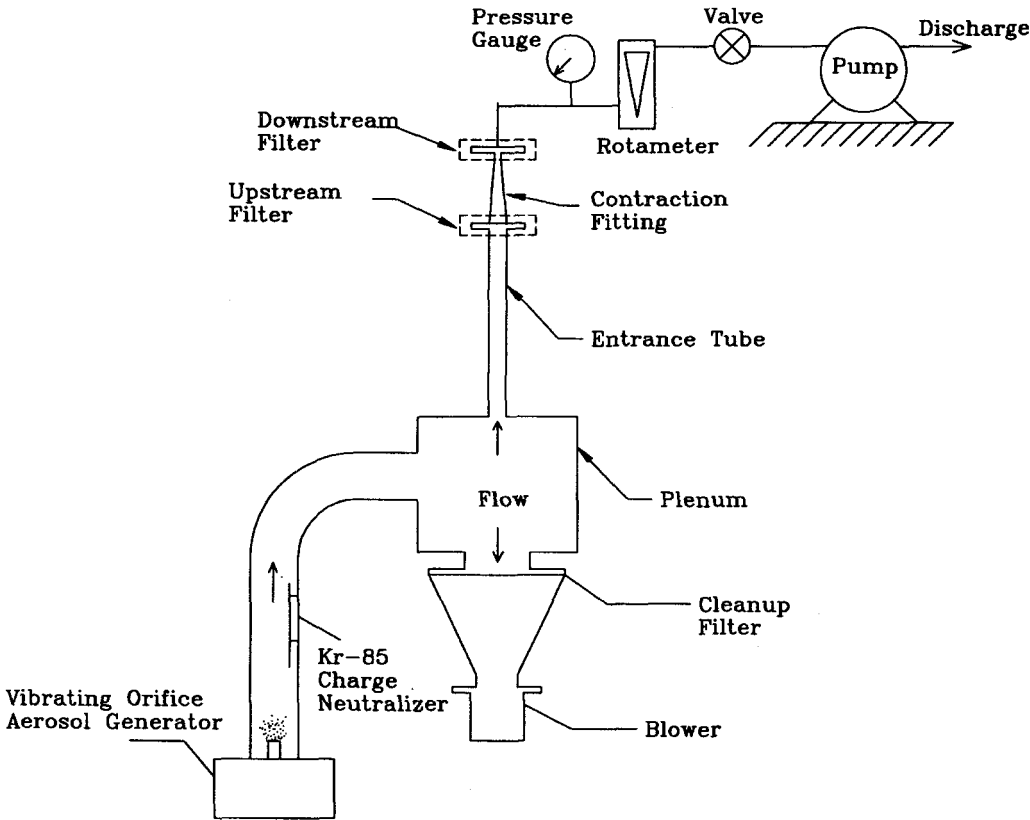 Pressure
Gauge
Valve
Discharge
Pump
Rotameter
Downstream
Filter
Upstream
Filter
Contraction
Fitting
Entrance Tube
Flow
Plenum
Cleanup
Filter
Kr-85
Charge
Neutralizer
Vibrating Orifice
Aerosol Generator
Blower